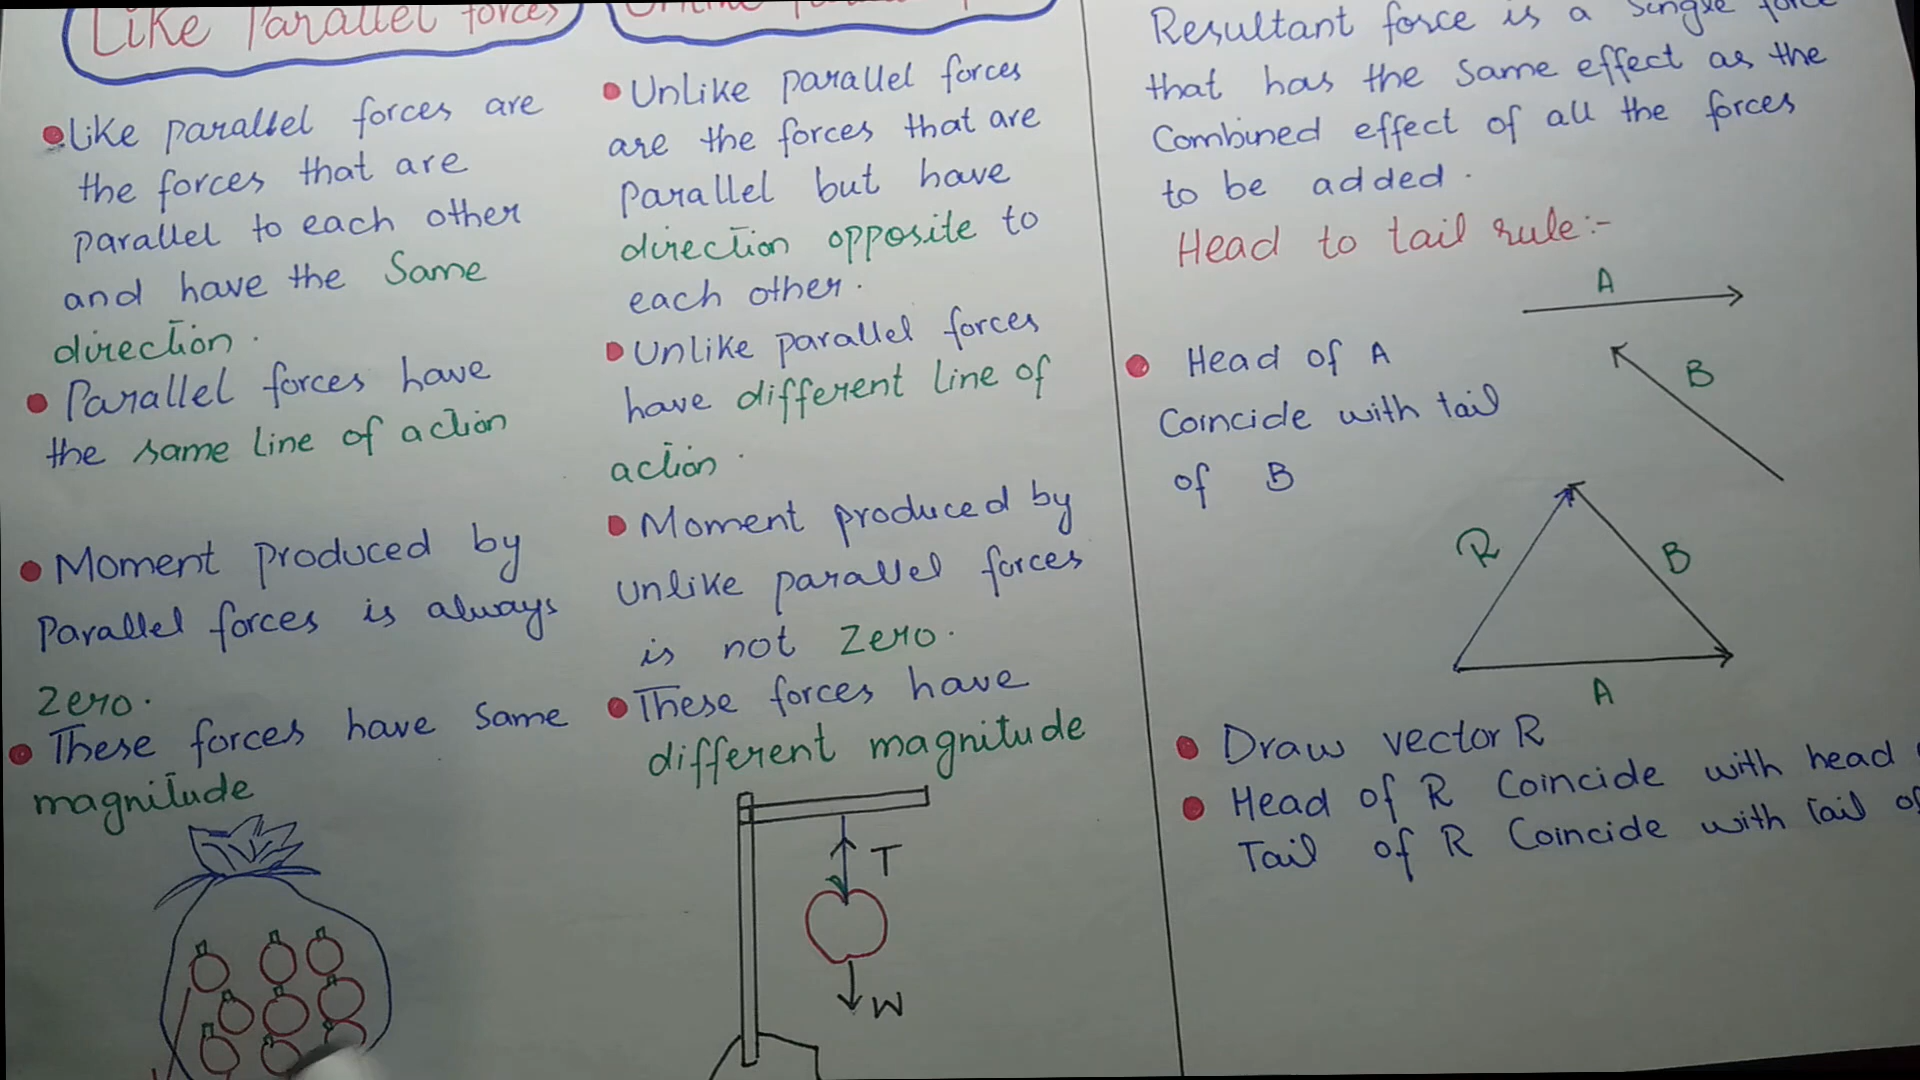 Like Parallel forces
Unlike
•Like parallel forces are
the forces that are
parallel to each other
and have the Same
direction.
• Parallel forces have
the same line of action
• Moment produced by
Parallel forces is always
Zero.
• These forces have same
magnitude
• Unlike parallel forces
are the forces that are
parallel but have
direction opposite to
each other.
• Unlike parallel forces
have different line of
action.
• Moment produced by
unlike parallel forces
is not Zero.
• These forces have
different magnitude
T
W
Resultant force is a single force
that has the same effect as the
Combined effect of all the forces
to be added.
Head to tail rule:-
A
B
• Head of A
Coincide with tail
of B
R
B
A
• Draw vector R
• Head of R Coincide with head
Tail of R Coincide with Tail of